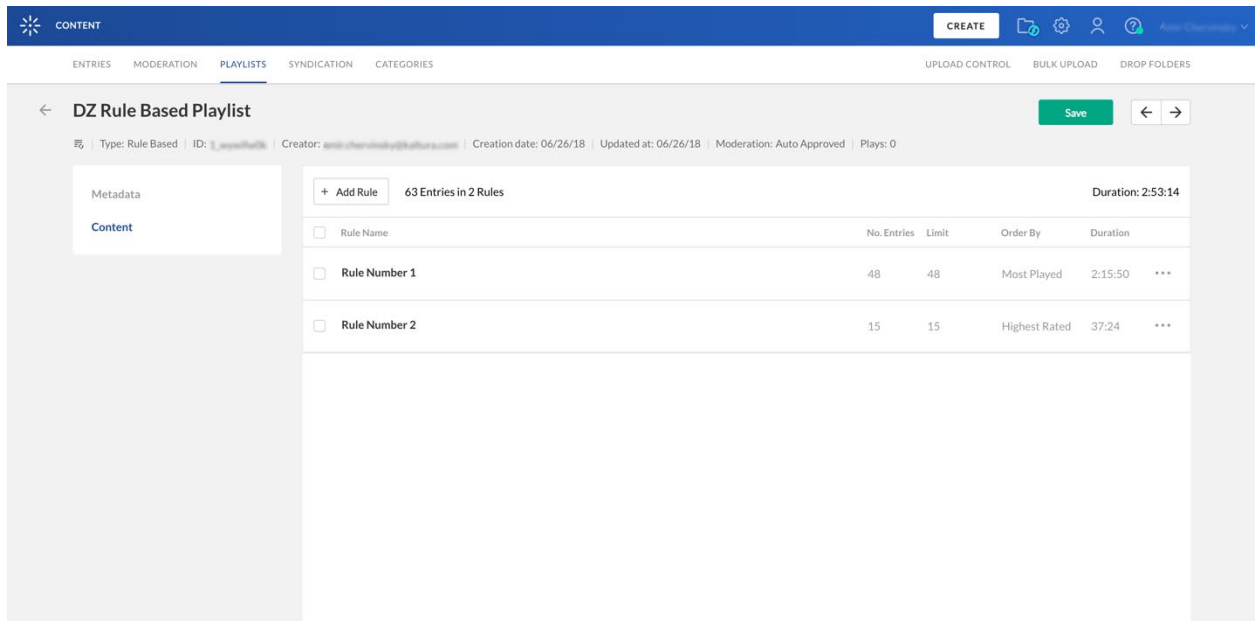 CONTENT CREATE
ENTRIES MODERATION PLAYLISTS SYNDICATION CATEGORIES UPLOAD CONTROL BULK UPLOAD DROP FOLDERS
DZ Rule Based Playlist Save
Type: Rule Based ID: Creator: Creation date: 06/26/18 Updated at: 06/26/18 Moderation: Auto Approved Plays: 0
Metadata
Content
+ Add Rule 63 Entries in 2 Rules Duration: 2:53:14
Rule Name No. Entries Limit Order By Duration
Rule Number 1 48 48 Most Played 2:15:50
Rule Number 2 15 15 Highest Rated 37:24